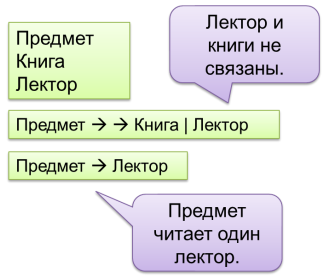 Предмет
Книга
Лектор
Лектор и
книги не
связаны.
Предмет → → Книга | Лектор
Предмет → Лектор
Предмет
читает один
лектор.